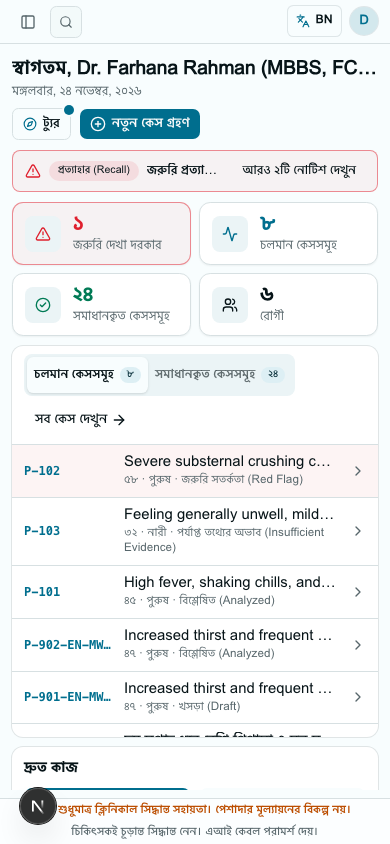 BN
D
স্বাগতম, Dr. Farhana Rahman (MBBS, FC...
মঙ্গলবার, ২৪ নভেম্বর, ২০২৬
ট্যুর
নতুন কেস গ্রহণ
প্রত্যাহার (Recall) জরুরি প্রত্যা... আরও ২টি নোটিশ দেখুন
১
জরুরি দেখা দরকার
৮
চলমান কেসসমূহ
২৪
সমাধানকৃত কেসসমূহ
৬
রোগী
চলমান কেসসমূহ ৮
সমাধানকৃত কেসসমূহ ২৪
সব কেস দেখুন
P-102
Severe substernal crushing c...
৫৮ · পুরুষ · জরুরি সতর্কতা (Red Flag)
P-103
Feeling generally unwell, mild...
৩২ · নারী · পর্যাপ্ত তথ্যের অভাব (Insufficient
Evidence)
P-101
High fever, shaking chills, and...
৪৫ · পুরুষ · বিশ্লেষিত (Analyzed)
P-902-EN-MW...
Increased thirst and frequent ...
৪৭ · পুরুষ · বিশ্লেষিত (Analyzed)
P-901-EN-MW...
Increased thirst and frequent ...
৪৭ · পুরুষ · খসড়া (Draft)
দ্রুত কাজ
N
শুধুমাত্র ক্লিনিকাল সিদ্ধান্ত সহায়তা। পেশাদার মূল্যায়নের বিকল্প নয়।
চিকিৎসকই চূড়ান্ত সিদ্ধান্ত নেন। এআই কেবল পরামর্শ দেয়।